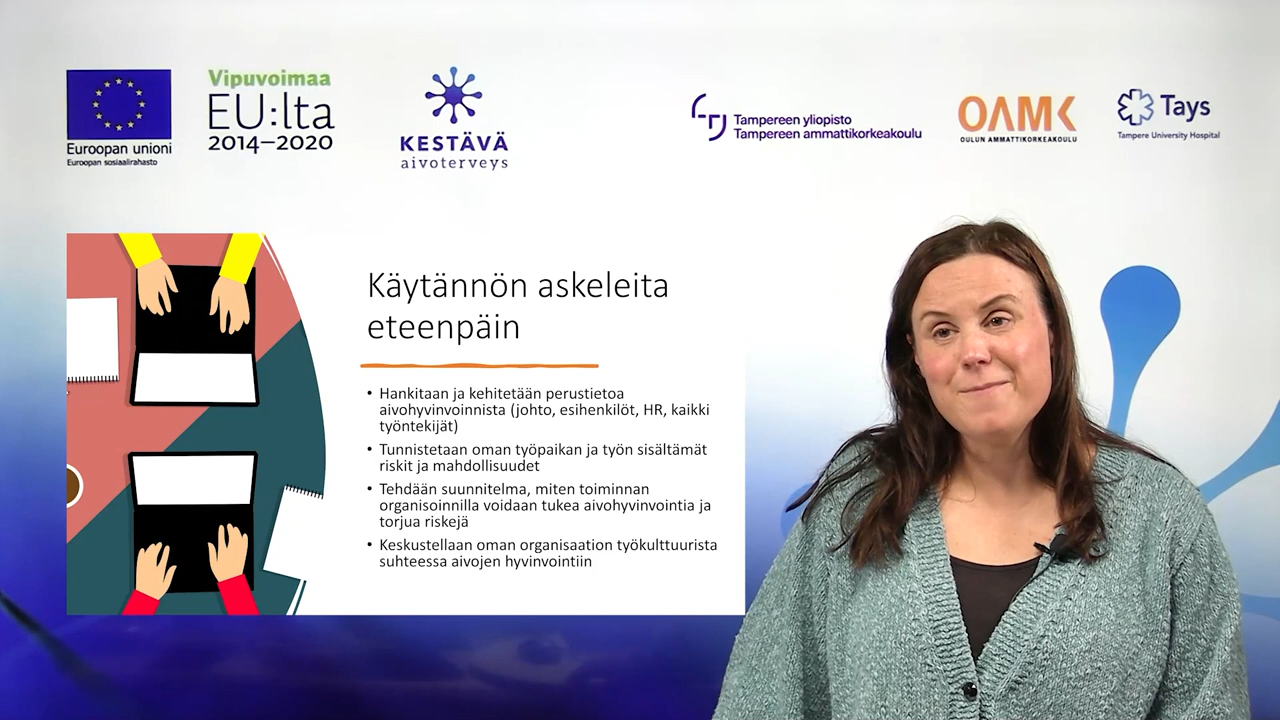 Euroopan unioni
Euroopan sosiaalirahasto
Vipuvoimaa
EU:lta
2014–2020
KESTÄVÄ
aivoterveys
Tampereen yliopisto
Tampereen ammattikorkeakoulu
OAMK
OULUN AMMATTIKORKEAKOULU
Tays
Tampere University Hospital
Käytännön askeleita
eteenpäin
• Hankitaan ja kehitetään perustietoa
aivohyvinvoinnista (johto, esihenkilöt, HR, kaikki
työntekijät)
• Tunnistetaan oman työpaikan ja työn sisältämät
riskit ja mahdollisuudet
• Tehdään suunnitelma, miten toiminnan
organisoinnilla voidaan tukea aivohyvinvointia ja
torjua riskejä
• Keskustellaan oman organisaation työkulttuurista
suhteessa aivojen hyvinvointiin